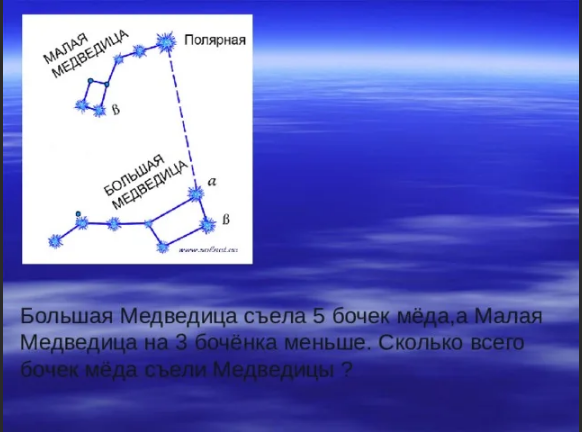 МАЛАЯ
МЕДВЕДИЦА
Полярная
β
БОЛЬШАЯ
МЕДВЕДИЦА
α
β
Большая Медведица съела 5 бочек мёда,а Малая
Медведица на 3 бочёнка меньше. Сколько всего
бочек мёда съели Медведицы ?